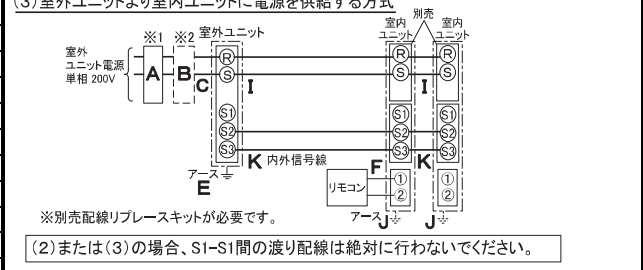 (3)室外ユニットより室内ユニットに電源を供給する方式
別売
※1 ※2 室外ユニット
室内
ユニット
室内
ユニット
室外
ユニット電源
単相 200V
A
B
C
R
S
I
R
S
I
R
S
S1
S2
S3
S1
S2
S3
S1
S2
S3
K 内外信号線
F
K
アース
E
リモコン
①
②
①
②
※別売配線リプレースキットが必要です。
アース
J
J
(2)または(3)の場合、S1-S1間の渡り配線は絶対に行わないでください。